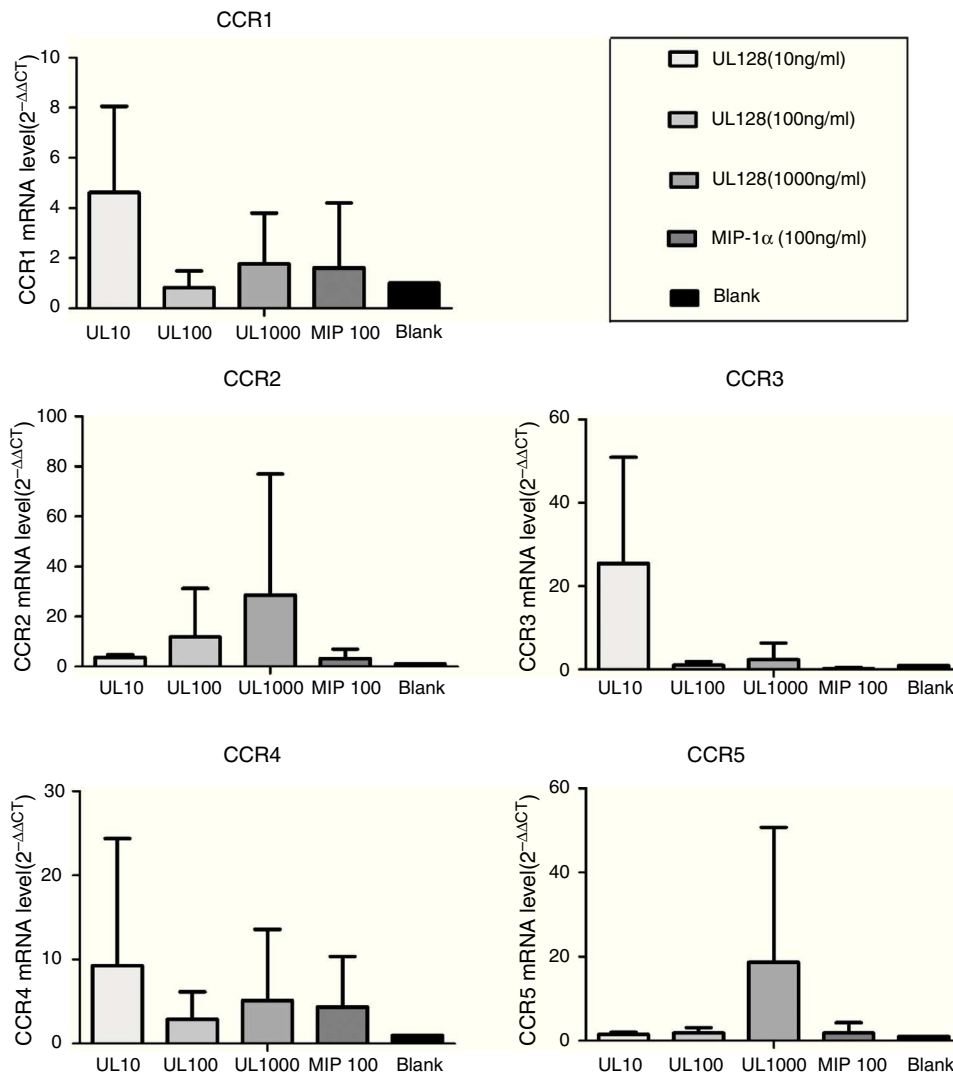 CCR1
CCR1 mRNA level(2−ΔΔCT)
10
8
6
4
2
0
UL10 UL100 UL1000 MIP 100 Blank
UL128(10ng/ml)
UL128(100ng/ml)
UL128(1000ng/ml)
MIP-1α (100ng/ml)
Blank
CCR2
CCR2 mRNA level(2−ΔΔCT)
100
80
60
40
20
0
UL10 UL100 UL1000 MIP 100 Blank
CCR3
CCR3 mRNA level(2−ΔΔCT)
60
40
20
0
UL10 UL100 UL1000 MIP 100 Blank
CCR4
CCR4 mRNA level(2−ΔΔCT)
30
20
10
0
UL10 UL100 UL1000 MIP 100 Blank
CCR5
CCR5 mRNA level(2−ΔΔCT)
60
40
20
0
UL10 UL100 UL1000 MIP 100 Blank